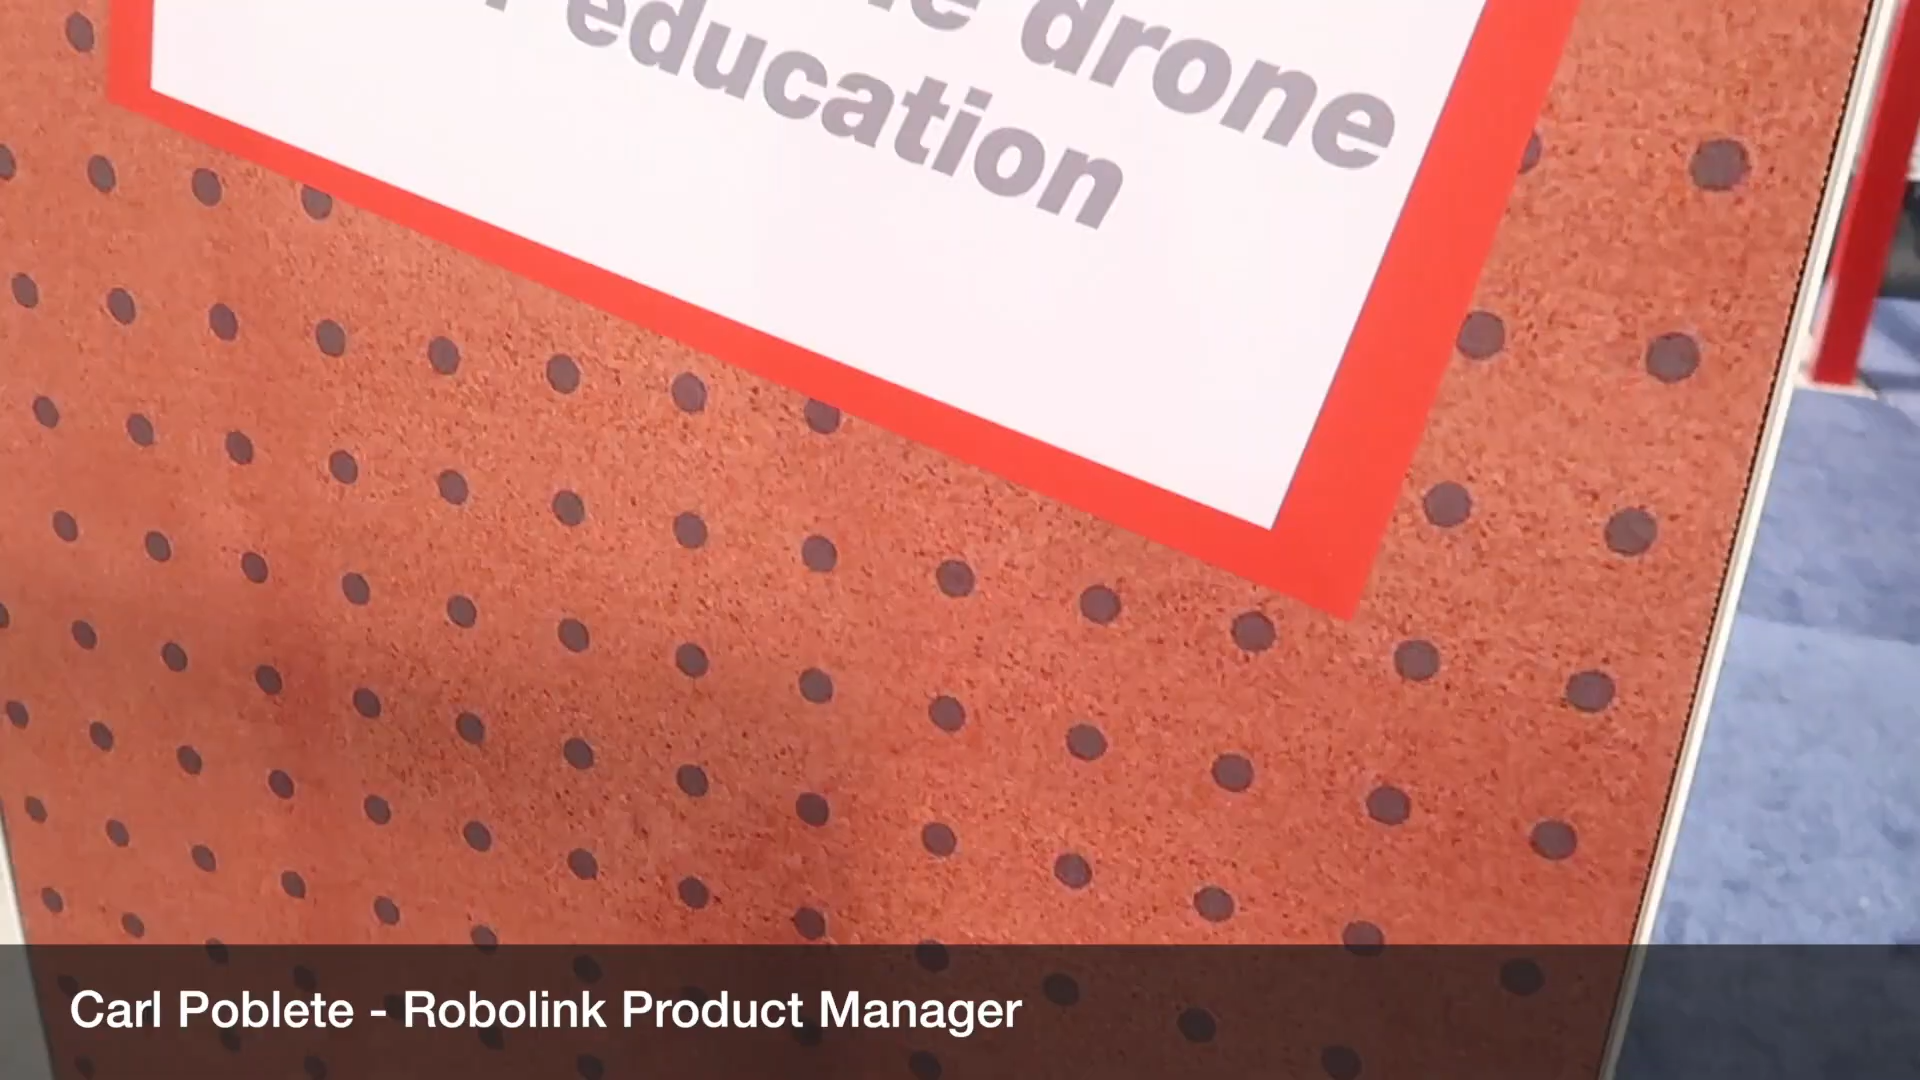 drone
education
Carl Poblete - Robolink Product Manager